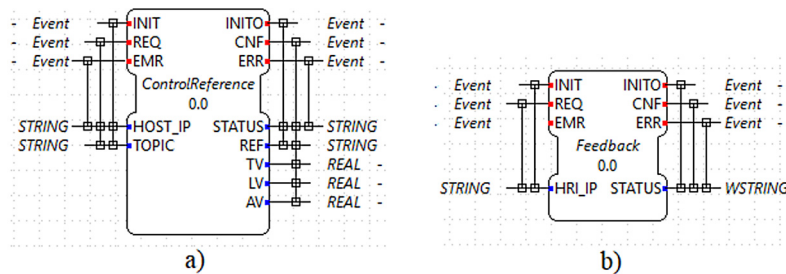 Event INIT INITO Event
Event REQ CNF Event
Event EMR ERR Event
ControlReference
0.0
STRING HOST_IP STATUS STRING
STRING TOPIC REF STRING
TV REAL
LV REAL
AV REAL
a)
Event INIT INITO Event
Event REQ CNF Event
Event EMR ERR Event
Feedback
0.0
STRING HRI_IP STATUS WSTRING
b)